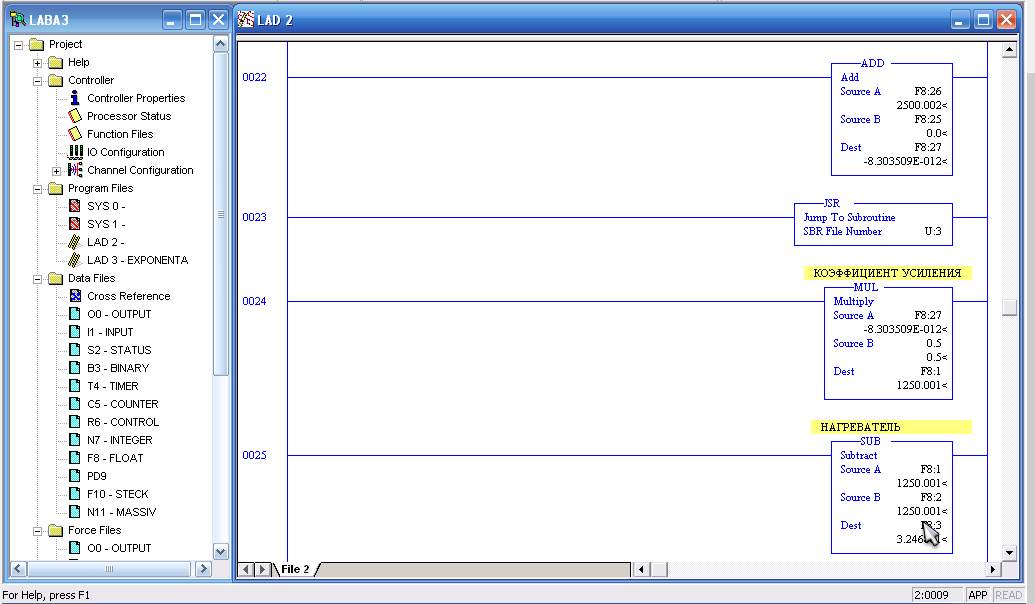 LABA3
Project
Help
Controller
Controller Properties
Processor Status
Function Files
IO Configuration
Channel Configuration
Program Files
SYS 0 -
SYS 1 -
LAD 2 -
LAD 3 - EXPONENTA
Data Files
Cross Reference
O0 - OUTPUT
I1 - INPUT
S2 - STATUS
B3 - BINARY
T4 - TIMER
C5 - COUNTER
R6 - CONTROL
N7 - INTEGER
F8 - FLOAT
PD9
F10 - STECK
N11 - MASSIV
Force Files
O0 - OUTPUT
LAD 2
0022
ADD
Add
Source A F8:26
2500.002<
Source B F8:25
0.0<
Dest F8:27
-8.303509E-012<
0023
JSR
Jump To Subroutine
SBR File Number U:3
КОЭФФИЦИЕНТ УСИЛЕНИЯ
0024
MUL
Multiply
Source A F8:27
-8.303509E-012<
Source B 0.5
0.5<
Dest F8:1
1250.001<
НАГРЕВАТЕЛЬ
0025
SUB
Subtract
Source A F8:1
1250.001<
Source B F8:2
1250.001<
Dest
File 2
For Help, press F1
2:0009 APP READ